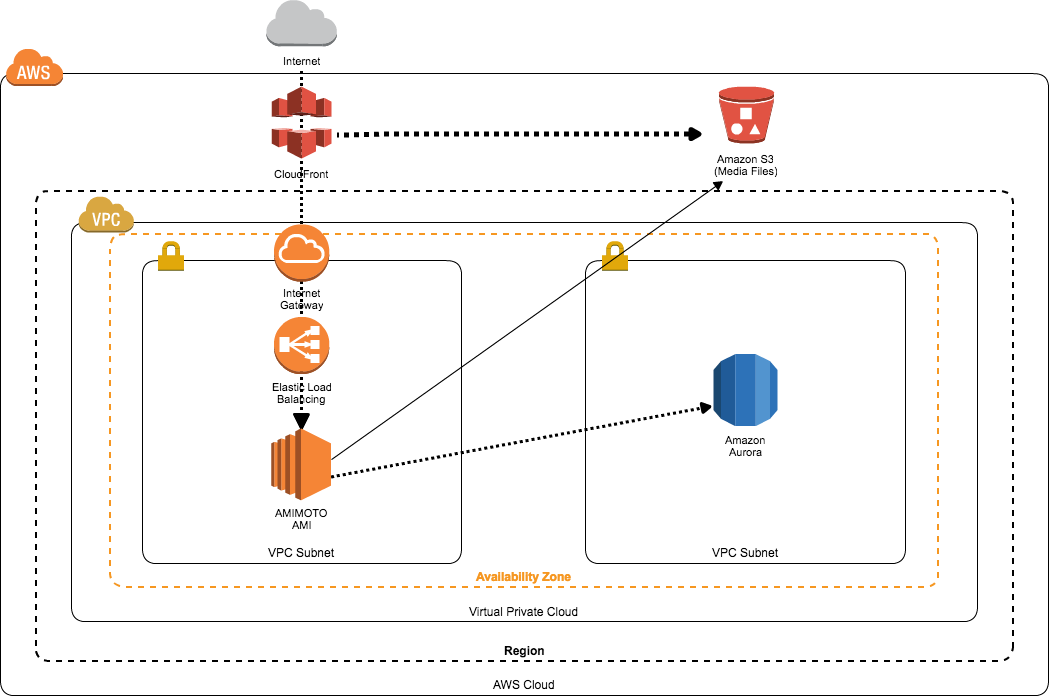 Internet
AWS
CloudFront
Amazon S3
(Media Files)
VPC
Internet
Gateway
Elastic Load
Balancing
Amazon
Aurora
AMIMOTO
AMI
VPC Subnet
VPC Subnet
Availability Zone
Virtual Private Cloud
Region
AWS Cloud